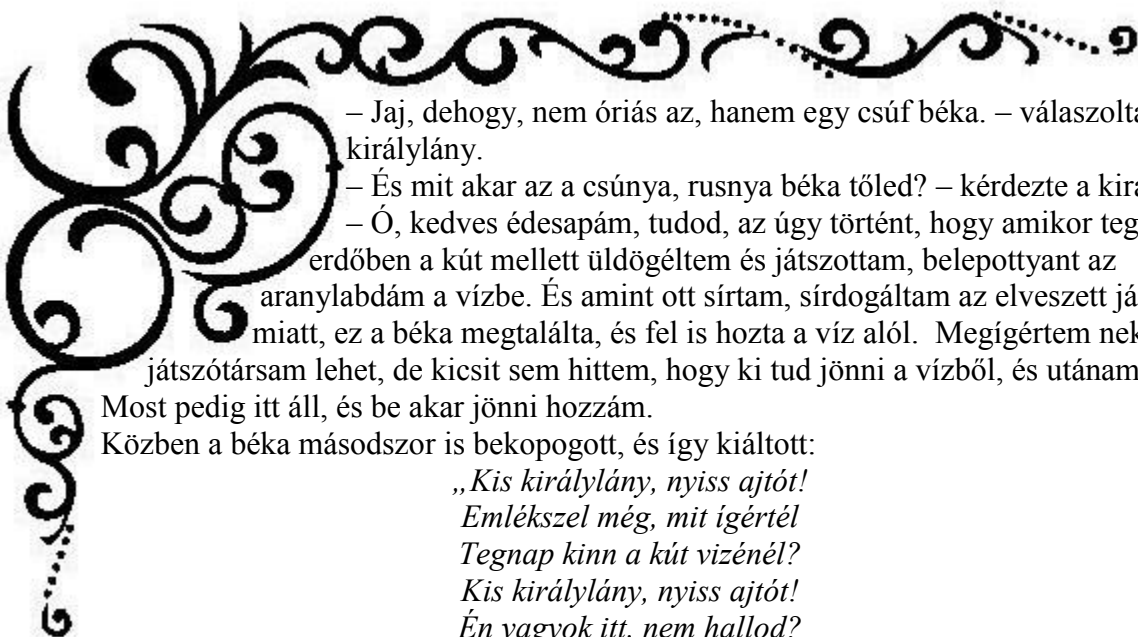 – Jaj, dehogy, nem óriás az, hanem egy csúf béka. – válaszolta
királylány.
– És mit akar az a csúnya, rusnya béka tőled? – kérdezte a kirá
– Ó, kedves édesapám, tudod, az úgy történt, hogy amikor teg
erdőben a kút mellett üldögéltem és játszottam, belepottyant az
aranylabdám a vízbe. És amint ott sírtam, sírdogáltam az elveszett já
miatt, ez a béka megtalálta, és fel is hozta a víz alól. Megígértem nek
játszótársam lehet, de kicsit sem hittem, hogy ki tud jönni a vízből, és utánam
Most pedig itt áll, és be akar jönni hozzám.
Közben a béka másodszor is bekopogott, és így kiáltott:
„Kis királylány, nyiss ajtót!
Emlékszel még, mit ígértél
Tegnap kinn a kút vizénél?
Kis királylány, nyiss ajtót!
Én vagyok itt, nem hallod?